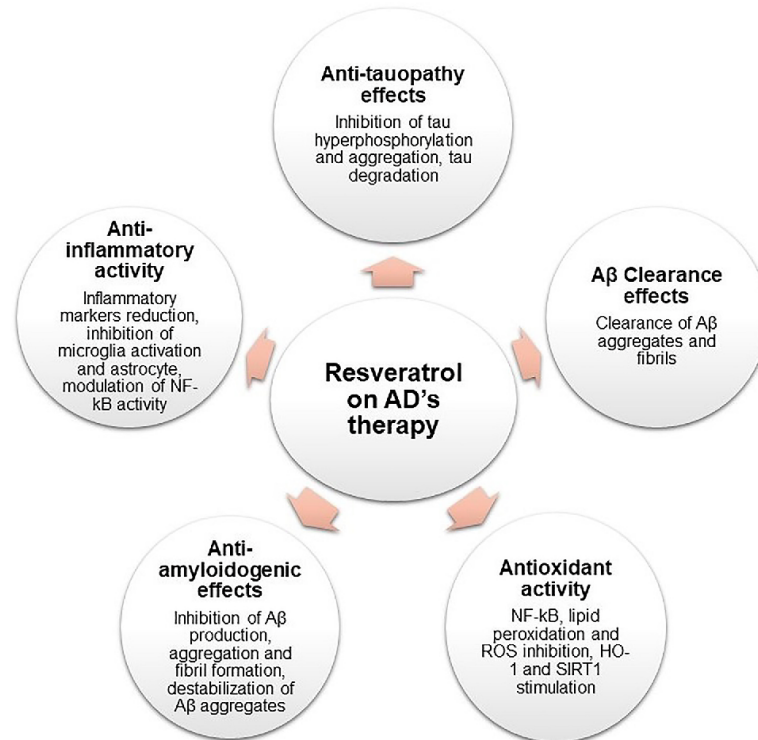 Anti-tauopathy
effects
Inhibition of tau
hyperphosphorylation
and aggregation, tau
degradation
Anti-
inflammatory
activity
Inflammatory
markers reduction,
inhibition of
microglia activation
and astrocyte,
modulation of NF-
kB activity
Aβ Clearance
effects
Clearance of Aβ
aggregates and
fibrils
Resveratrol
on AD’s
therapy
Anti-
amyloidogenic
effects
Inhibition of Aβ
production,
aggregation and
fibril formation,
destabilization of
Aβ aggregates
Antioxidant
activity
NF-kB, lipid
peroxidation and
ROS inhibition, HO-
1 and SIRT1
stimulation